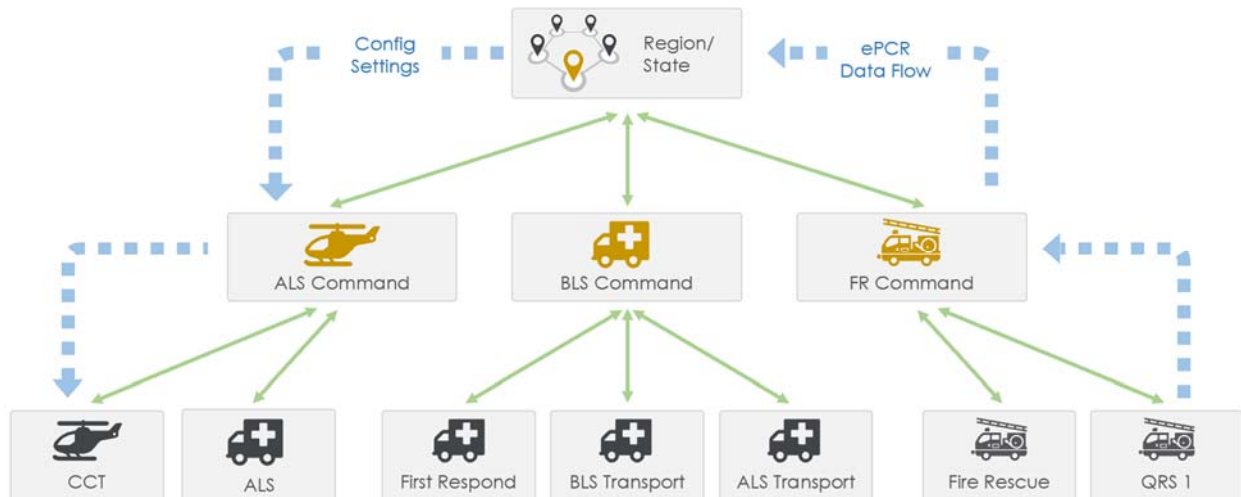 Config
Settings
Region/
State
ePCR
Data Flow
ALS Command
BLS Command
FR Command
CCT
ALS
First Respond
BLS Transport
ALS Transport
Fire Rescue
QRS 1